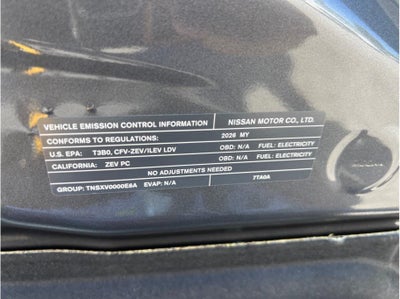 VEHICLE EMISSION CONTROL INFORMATION NISSAN MOTOR CO., LTD.
CONFORMS TO REGULATIONS: 2026 MY
U.S. EPA: T3B0, CFV-ZEV/ILEV LDV OBD: N/A FUEL: ELECTRICITY
CALIFORNIA: ZEV PC OBD: N/A FUEL: ELECTRICITY
NO ADJUSTMENTS NEEDED
GROUP: TNSXV0000E6A EVAP: N/A 7TA0A